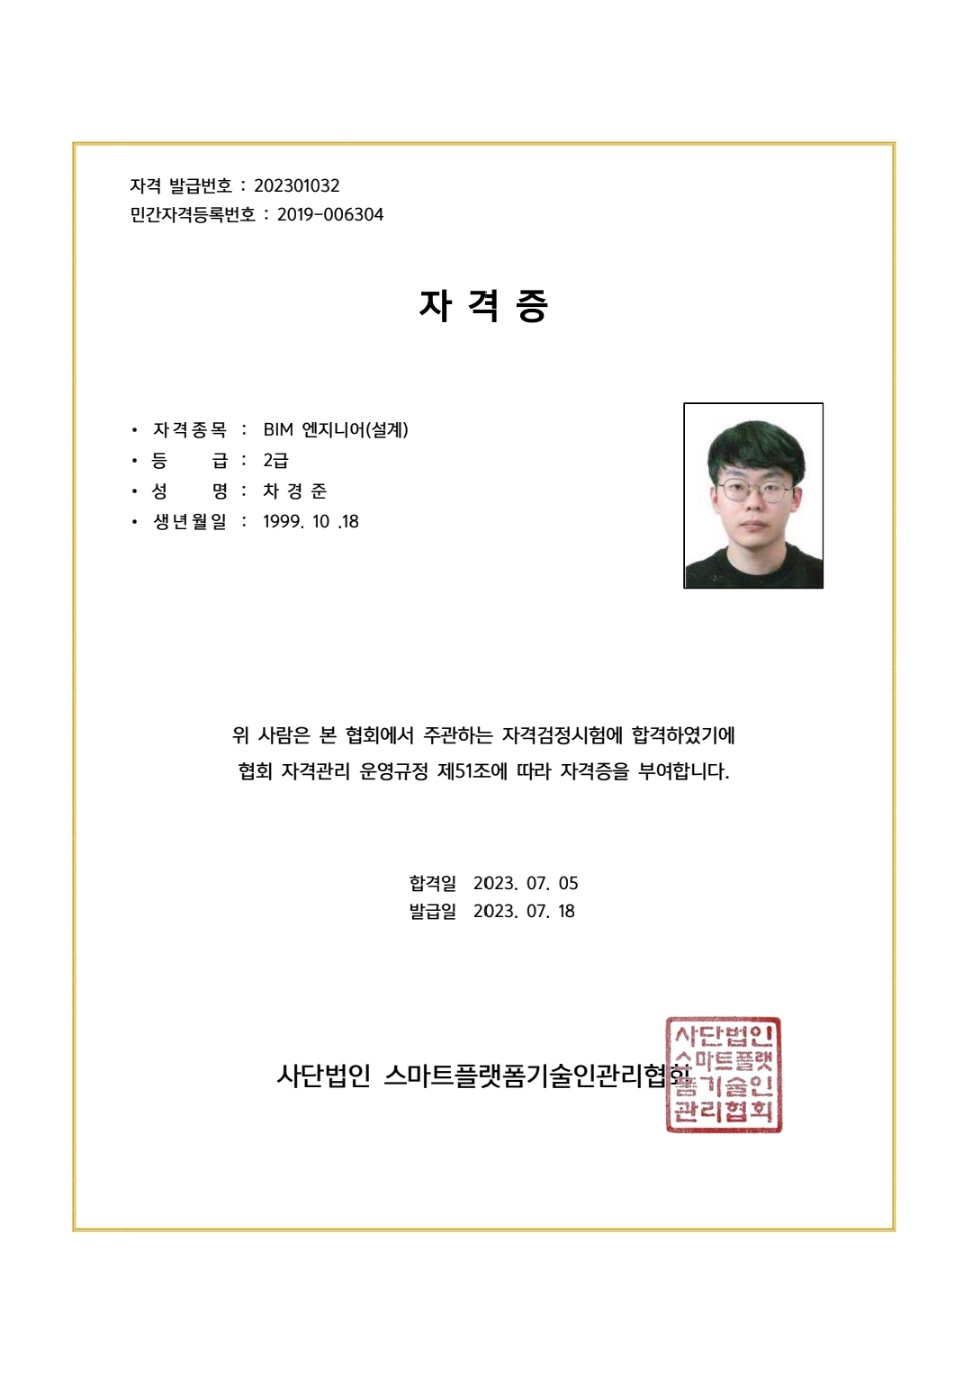 자격 발급번호 : 202301032
민간자격등록번호 : 2019-006304
자 격 증
• 자격종목 : BIM 엔지니어(설계)
• 등 급 : 2급
• 성 명 : 차 경 준
• 생년월일 : 1999. 10 .18
위 사람은 본 협회에서 주관하는 자격검정시험에 합격하였기에
협회 자격관리 운영규정 제51조에 따라 자격증을 부여합니다.
합격일 2023. 07. 05
발급일 2023. 07. 18
사단법인 스마트플랫폼기술인관리협회
사단법인
스마트플랫
폼기술인
관리협회